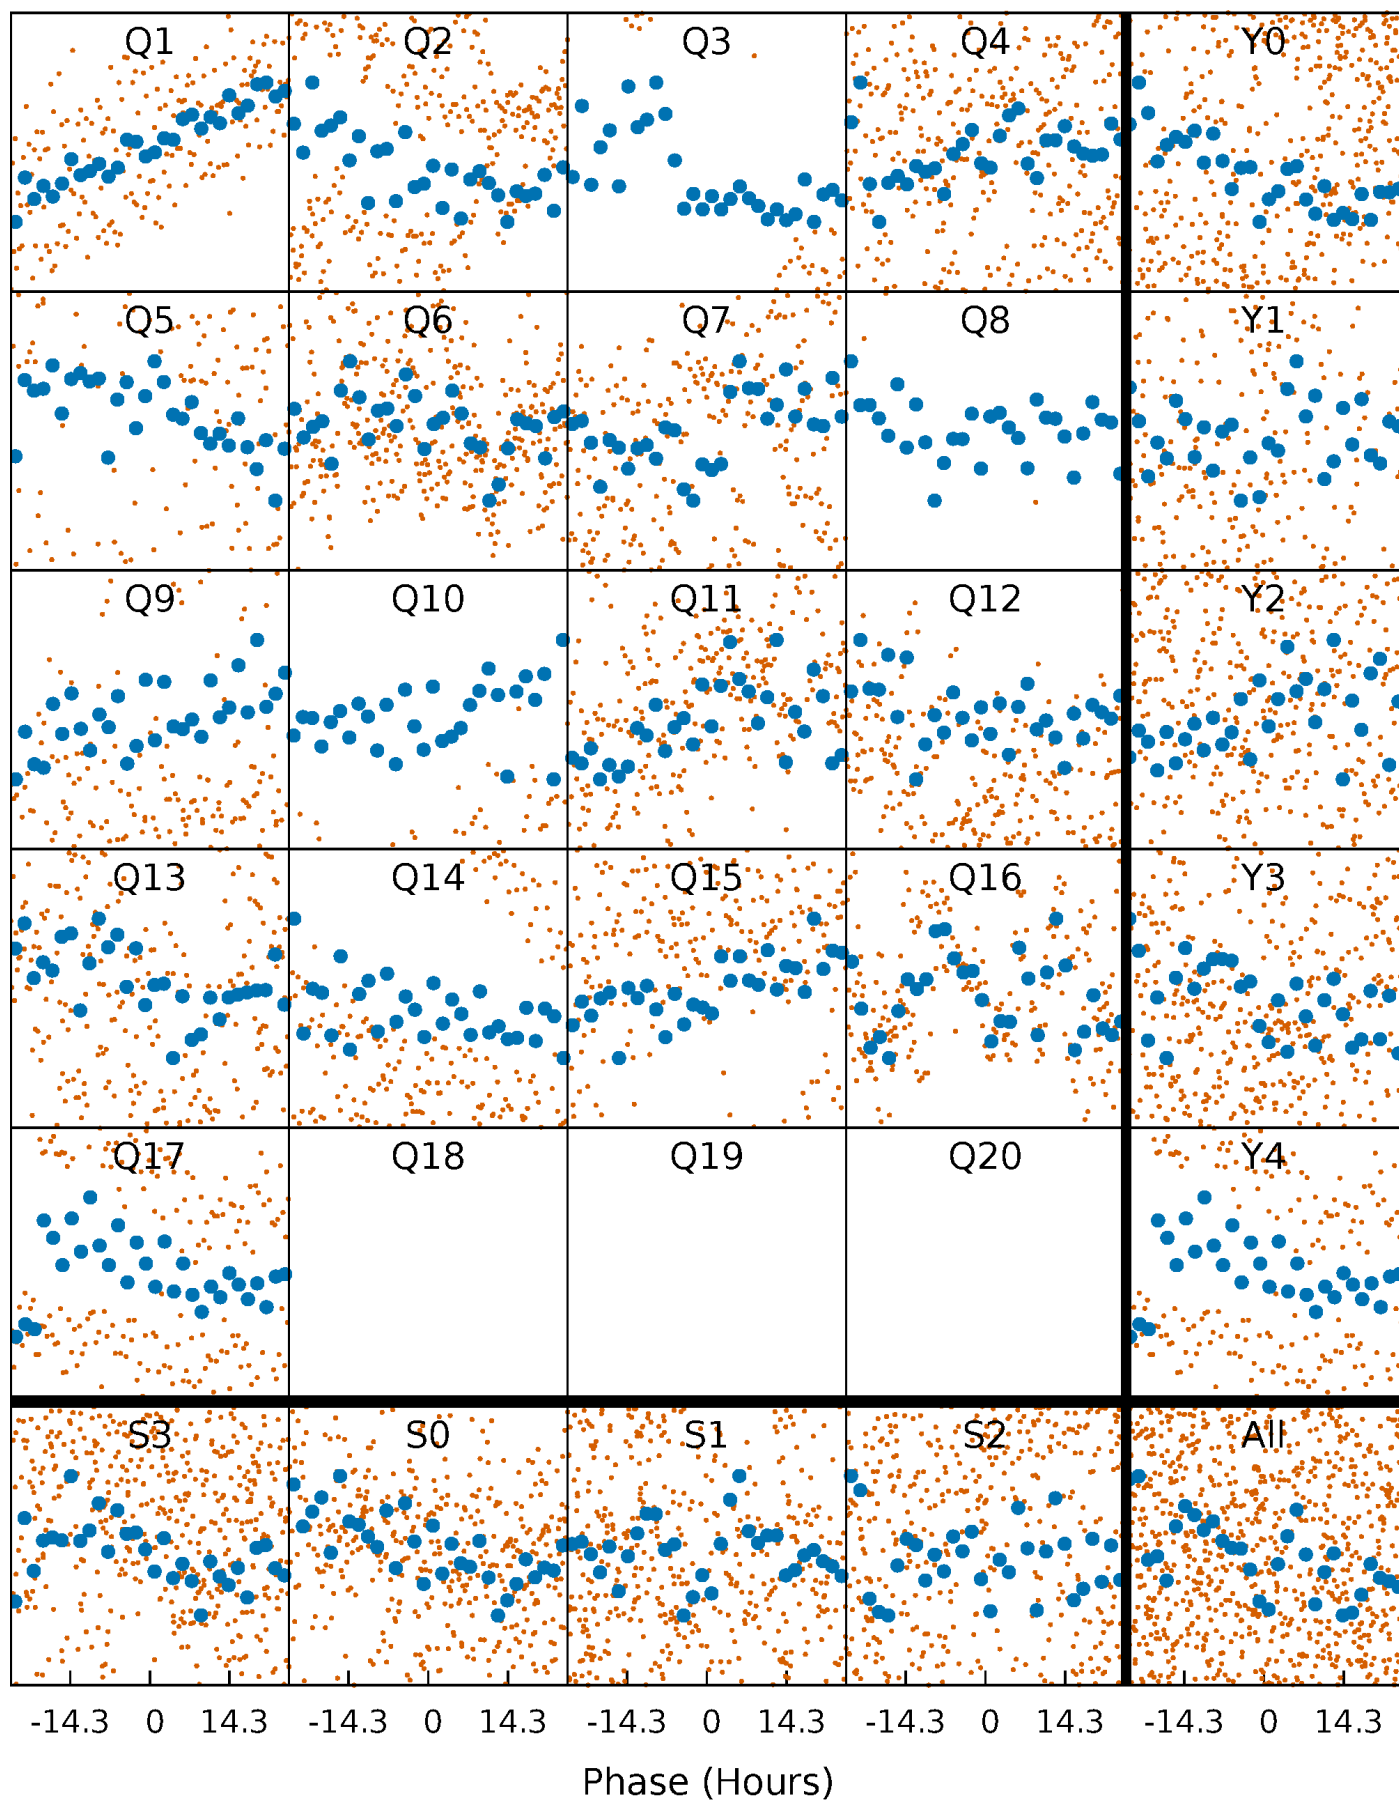 Q1 Q2 Q3 Q4 Y0
Q5 Q6 Q7 Q8 Y1
Q9 Q10 Q11 Q12 Y2
Q13 Q14 Q15 Q16 Y3
Q17 Q18 Q19 Q20 Y4
S3 S0 S1 S2 All
-14.3 0 14.3 -14.3 0 14.3 -14.3 0 14.3 -14.3 0 14.3 -14.3 0 14.3
Phase (Hours)